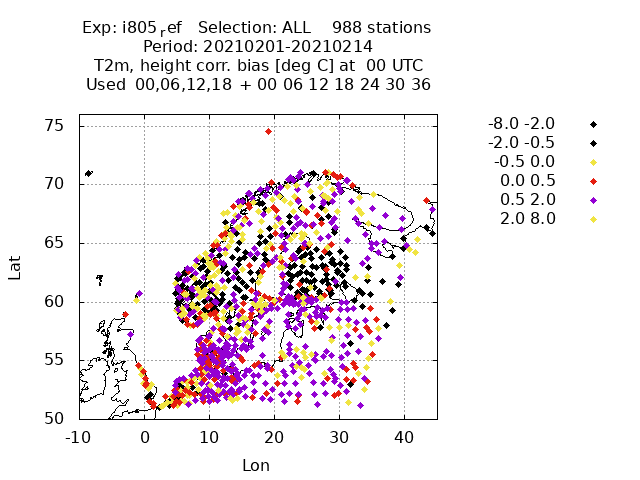 Exp: i805ref Selection: ALL 988 stations
Period: 20210201-20210214
T2m, height corr. bias [deg C] at 00 UTC
Used 00,06,12,18 + 00 06 12 18 24 30 36
75
70
65
60
55
50
-10 0 10 20 30 40
Lat
Lon
-8.0 -2.0
-2.0 -0.5
-0.5 0.0
0.0 0.5
0.5 2.0
2.0 8.0